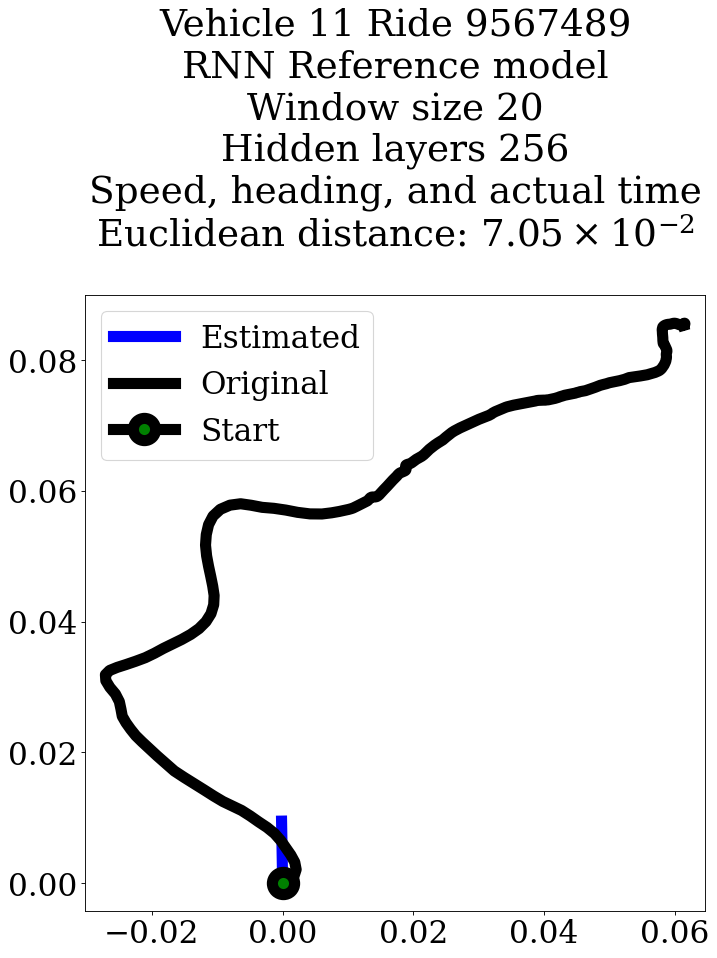 Vehicle 11 Ride 9567489
RNN Reference model
Window size 20
Hidden layers 256
Speed, heading, and actual time
Euclidean distance: 7.05 × 10⁻²
Estimated
Original
Start
0.08
0.06
0.04
0.02
0.00
−0.02 0.00 0.02 0.04 0.06